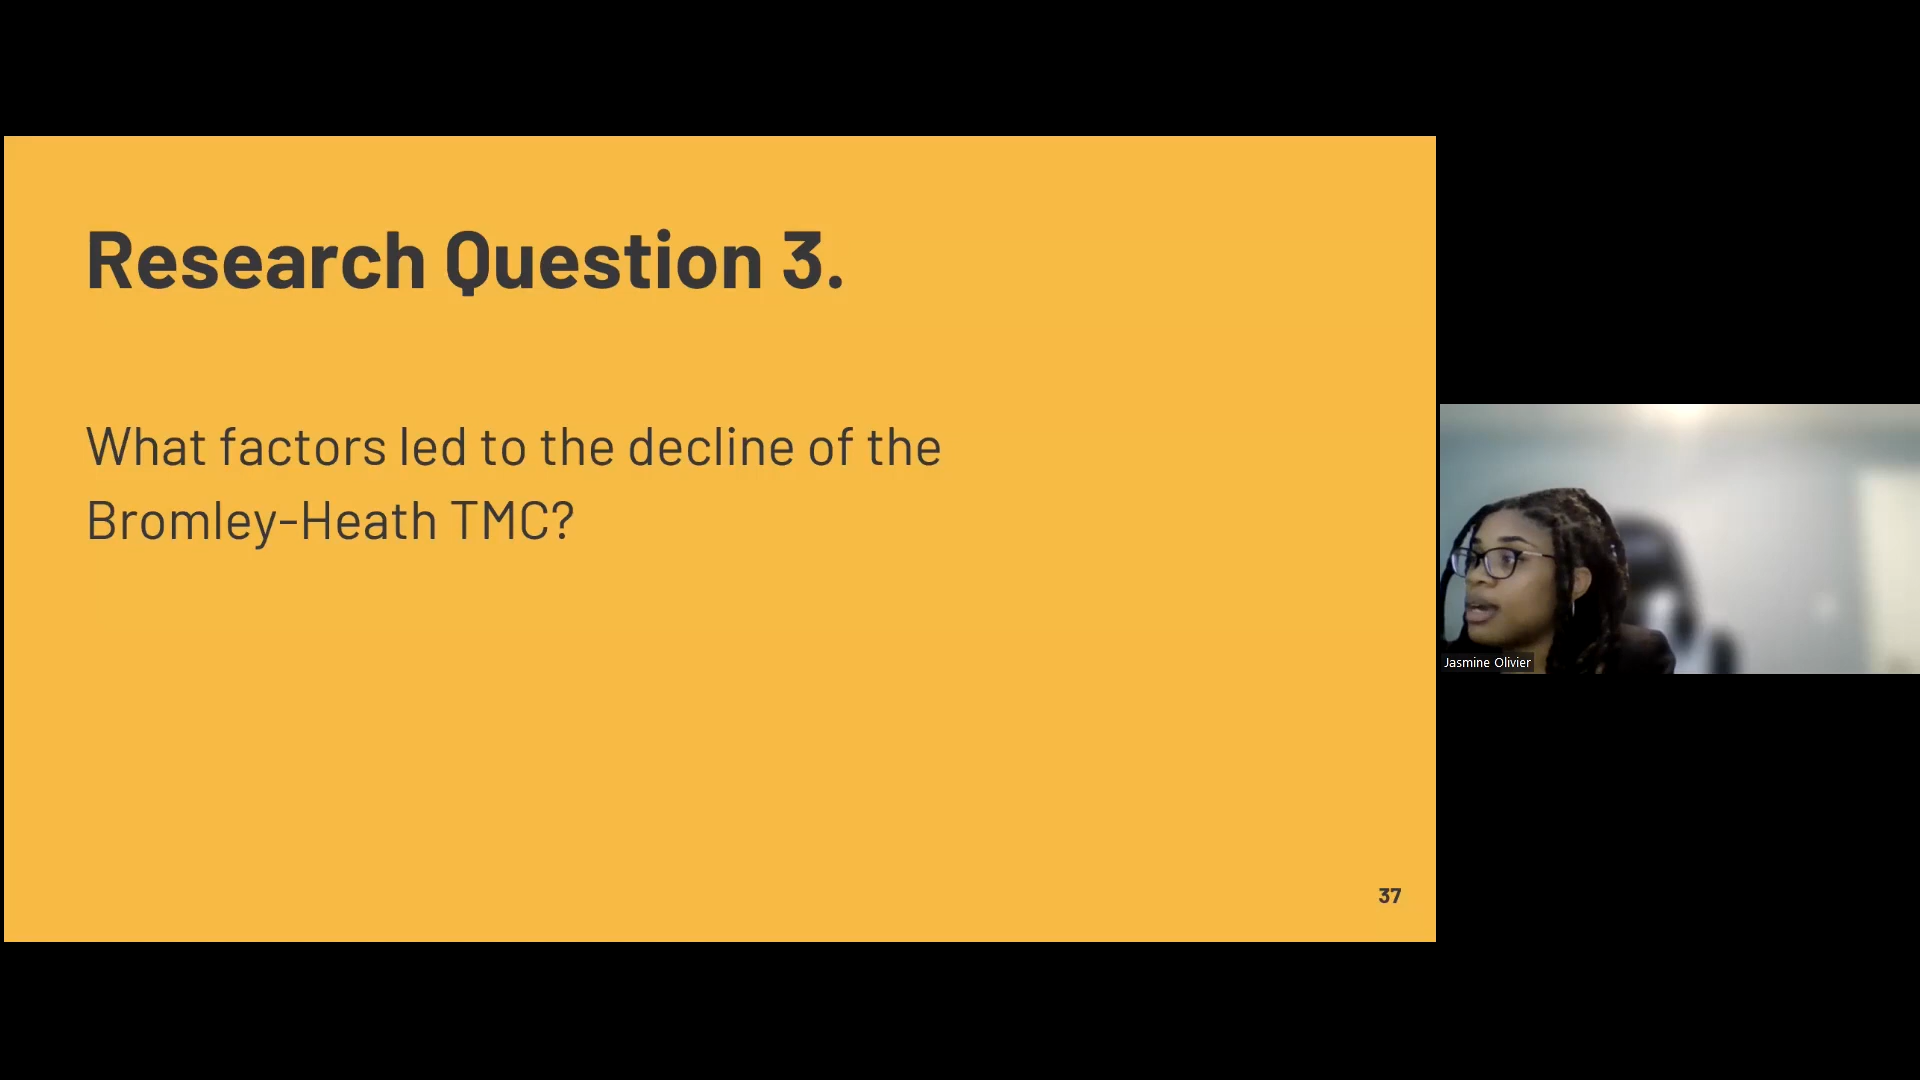 Research Question 3.
What factors led to the decline of the
Bromley-Heath TMC?
37
Jasmine Olivier